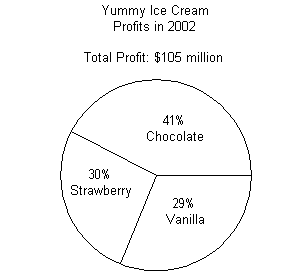 Yummy Ice Cream
Profits in 2002
Total Profit: $105 million
41%
Chocolate
30%
Strawberry
29%
Vanilla